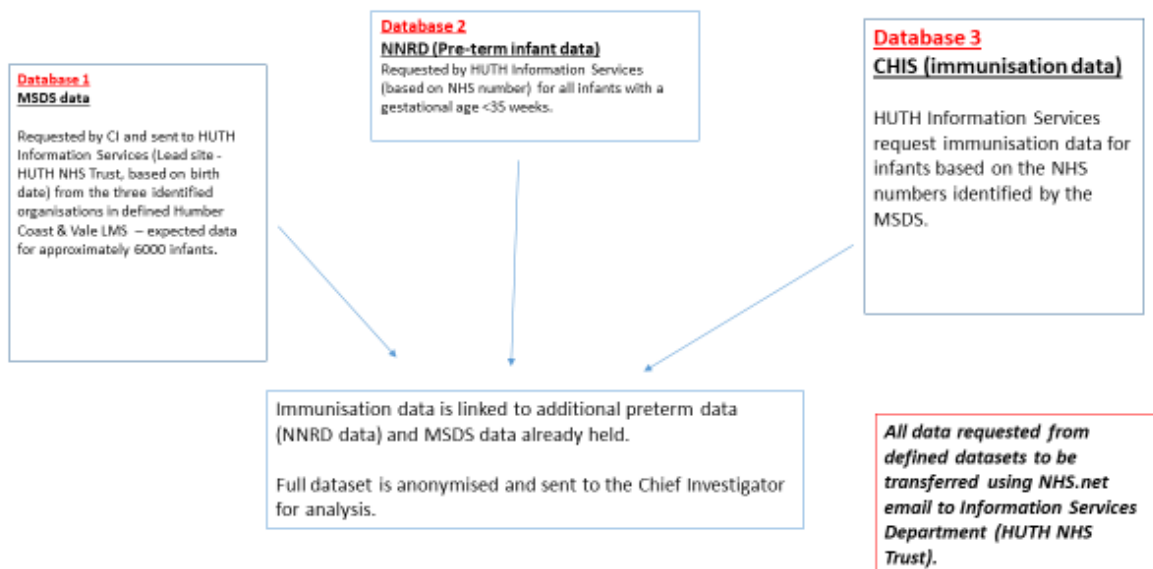 Database 1
MSDS data
Requested by CI and sent to HUTH
Information Services (Lead site -
HUTH NHS Trust, based on birth
date) from the three identified
organisations in defined Humber
Coast & Vale LMS – expected data
for approximately 6000 infants.
Database 2
NNRD (Pre-term infant data)
Requested by HUTH Information Services
(based on NHS number) for all infants with a
gestational age <35 weeks.
Database 3
CHIS (immunisation data)
HUTH Information Services
request immunisation data for
infants based on the NHS
numbers identified by the
MSDS.
Immunisation data is linked to additional preterm data
(NNRD data) and MSDS data already held.
Full dataset is anonymised and sent to the Chief Investigator
for analysis.
All data requested from
defined datasets to be
transferred using NHS.net
email to Information Services
Department (HUTH NHS
Trust).